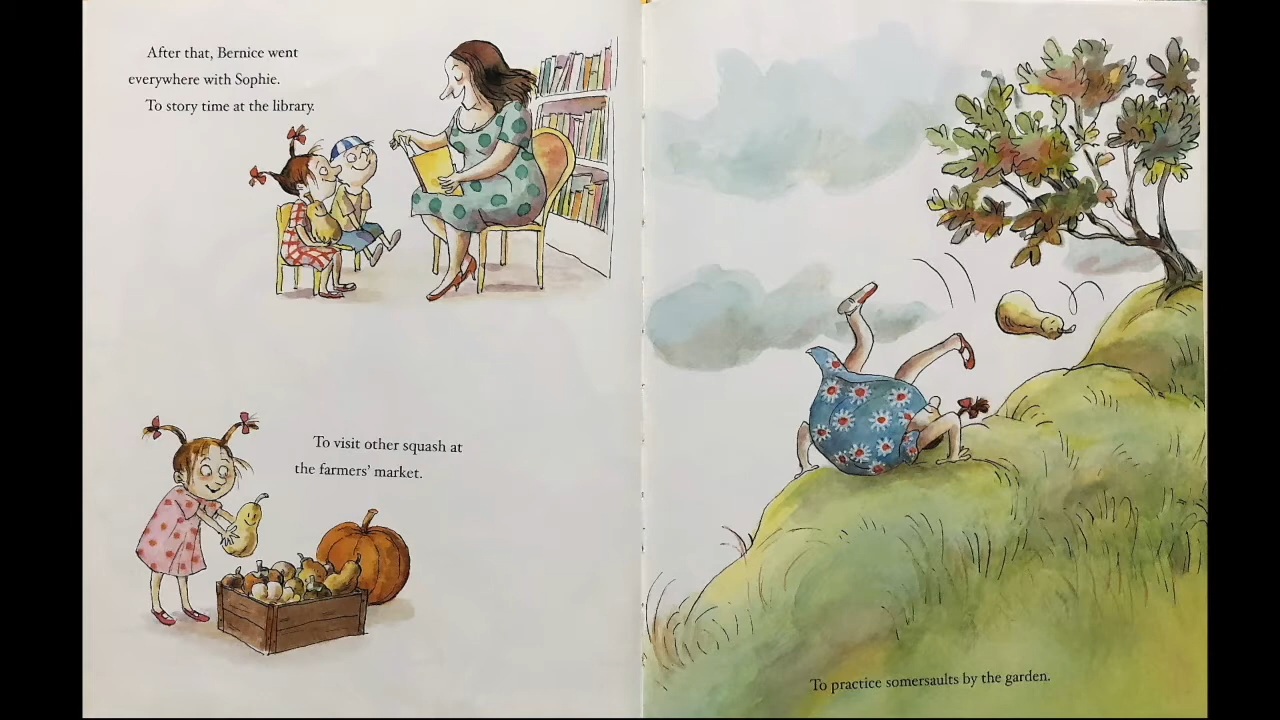 After that, Bernice went
everywhere with Sophie.
To story time at the library.
To visit other squash at
the farmers’ market.
To practice somersaults by the garden.